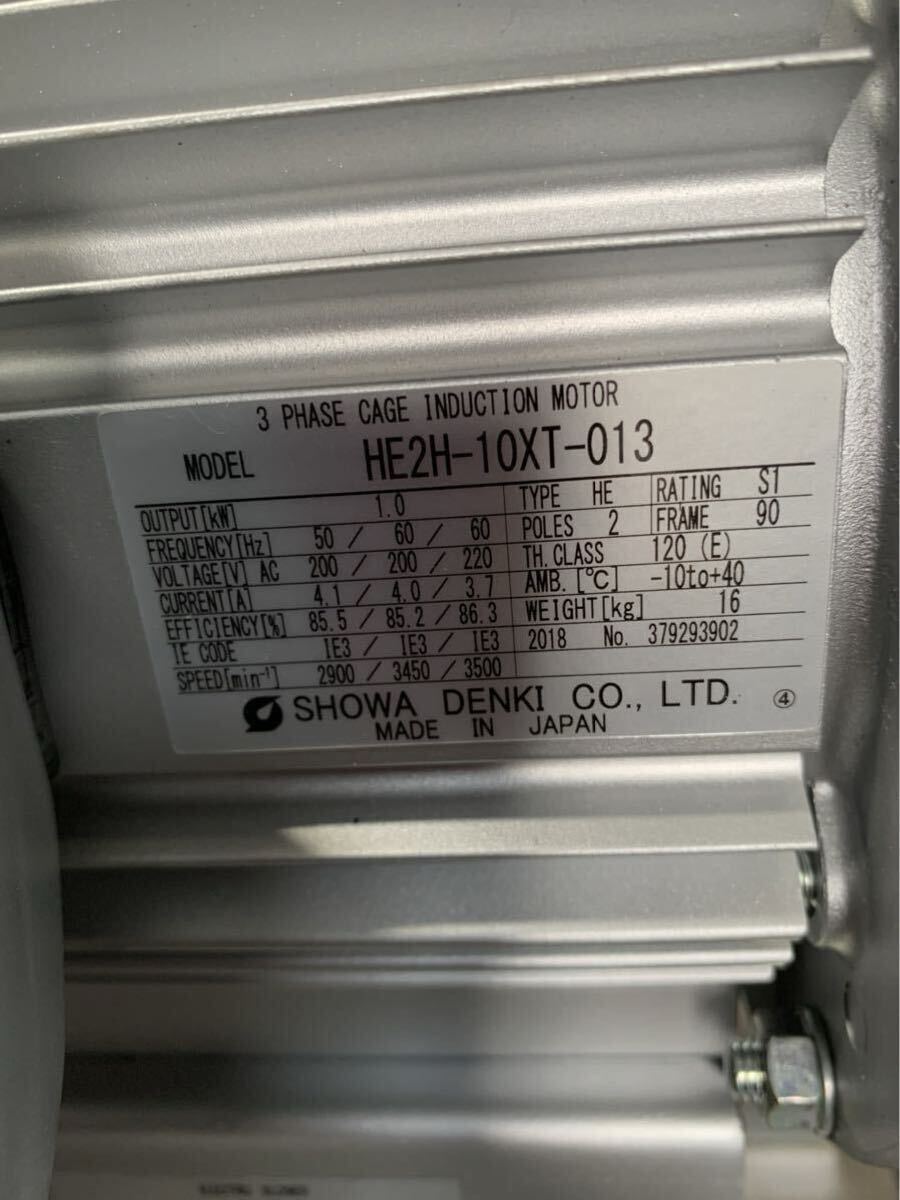 3 PHASE CAGE INDUCTION MOTOR
MODEL HE2H-10XT-013
OUTPUT[kW] 1.0 TYPE HE RATING S1
FREQUENCY[Hz] 50 / 60 / 60 POLES 2 FRAME 90
VOLTAGE[V] AC 200 / 200 / 220 TH. CLASS 120 (E)
CURRENT[A] 4.1 / 4.0 / 3.7 AMB. [℃] -10to+40
EFFICIENCY[%] 85.5 / 85.2 / 86.3 WEIGHT[kg] 16
IE CODE IE3 / IE3 / IE3 2018 No. 379293902
SPEED[min⁻¹] 2900 / 3450 / 3500
SHOWA DENKI CO., LTD. ④
MADE IN JAPAN